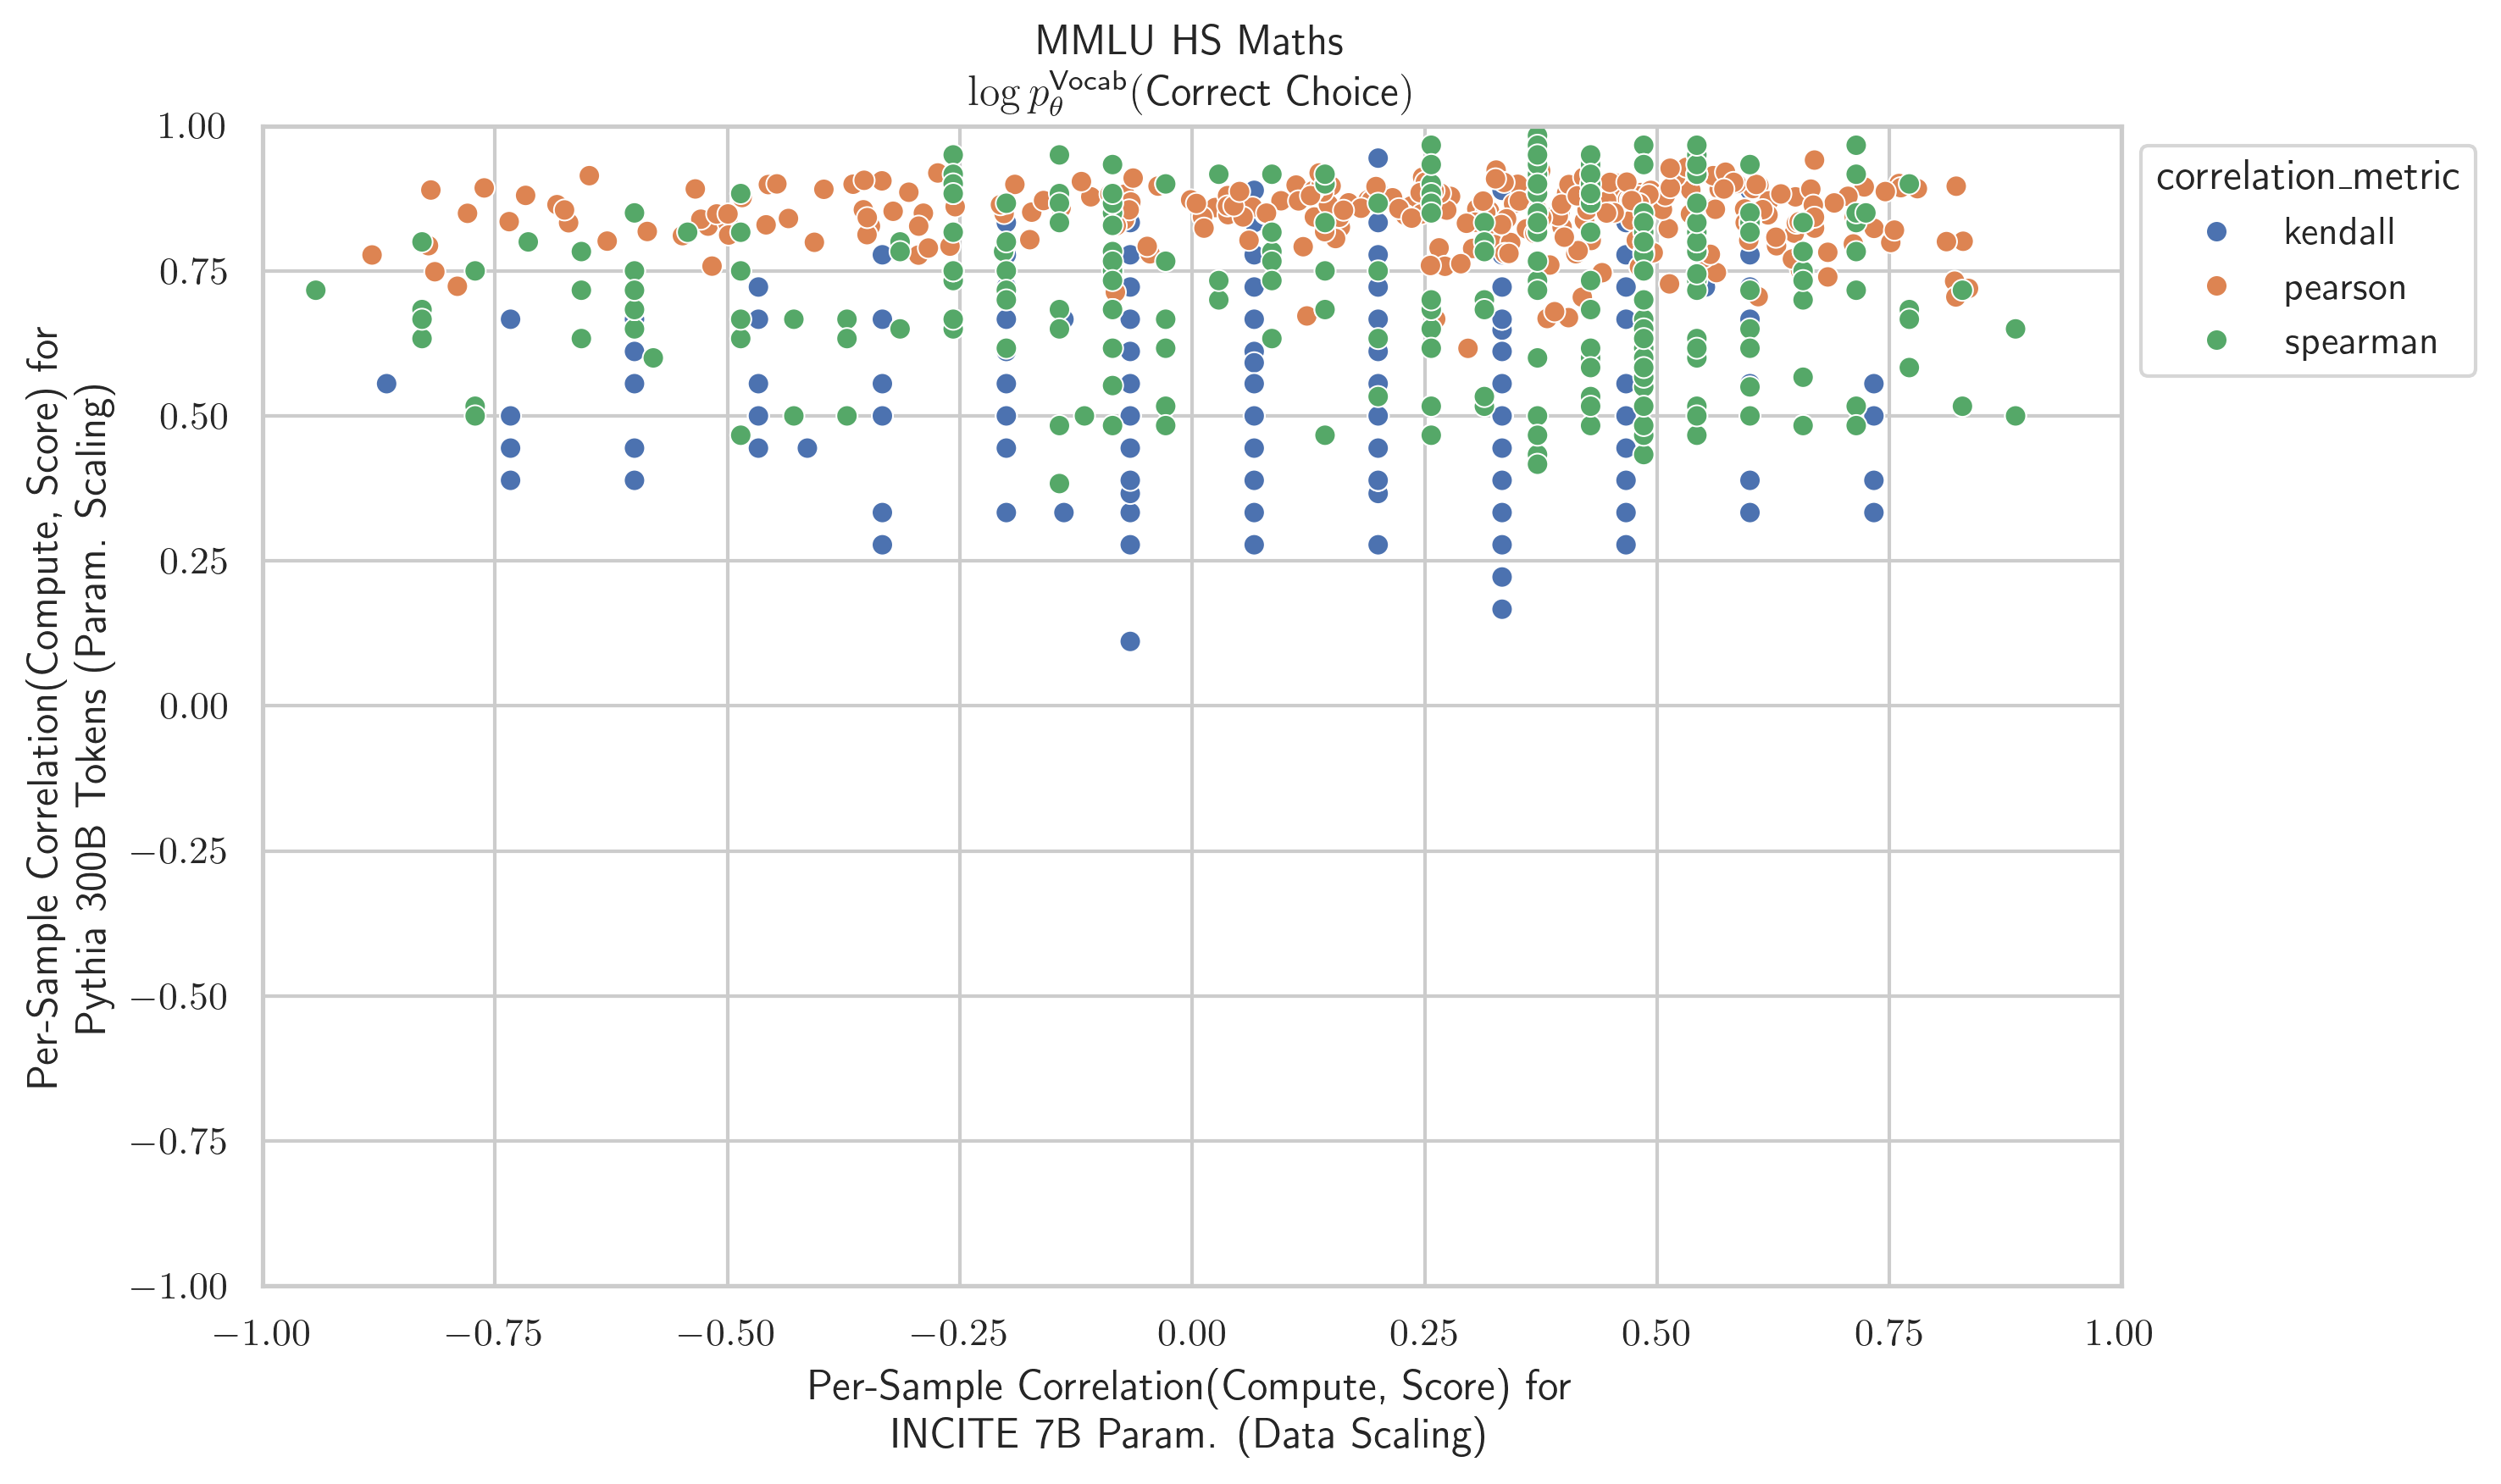 MMLU HS Maths
log p_θ^Vocab(Correct Choice)
1.00
0.75
0.50
0.25
0.00
−0.25
−0.50
−0.75
−1.00
Per-Sample Correlation(Compute, Score) for
Pythia 300B Tokens (Param. Scaling)
−1.00 −0.75 −0.50 −0.25 0.00 0.25 0.50 0.75 1.00
Per-Sample Correlation(Compute, Score) for
INCITE 7B Param. (Data Scaling)
correlation_metric
kendall
pearson
spearman